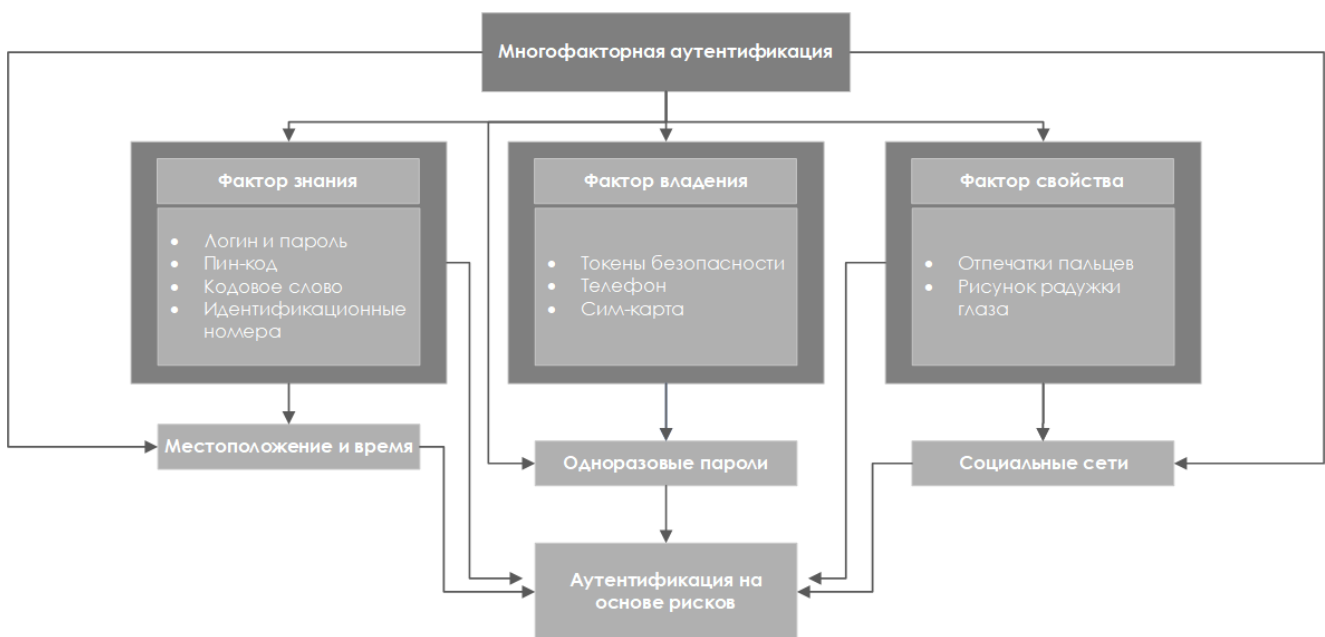 Многофакторная аутентификация
Фактор знания
Логин и пароль
Пин-код
Кодовое слово
Идентификационные
номера
Фактор владения
Токены безопасности
Телефон
Сим-карта
Фактор свойства
Отпечатки пальцев
Рисунок радужки
глаза
Местоположение и время
Одноразовые пароли
Социальные сети
Аутентификация на
основе рисков